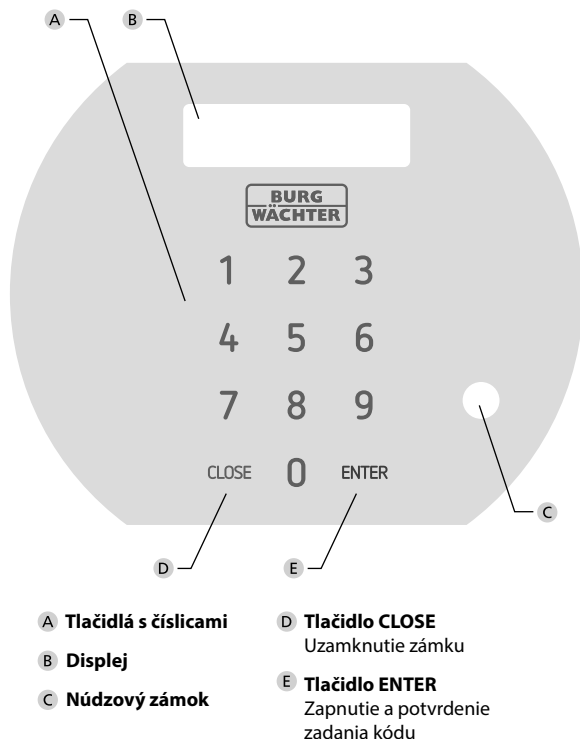 A B
BURG
WÄCHTER
1 2 3
4 5 6
7 8 9
CLOSE 0 ENTER
C
D E
A Tlačidlá s číslicami
B Displej
C Núdzový zámok
D Tlačidlo CLOSE
Uzamknutie zámku
E Tlačidlo ENTER
Zapnutie a potvrdenie
zadania kódu